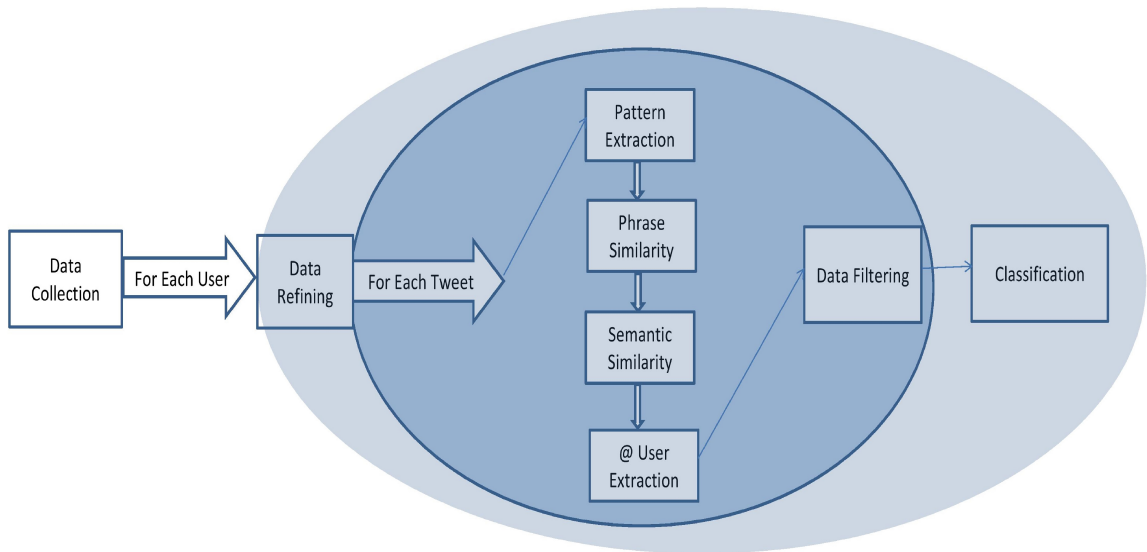 Data
Collection
For Each User
Data
Refining
For Each Tweet
Pattern
Extraction
Phrase
Similarity
Semantic
Similarity
@ User
Extraction
Data Filtering
Classification